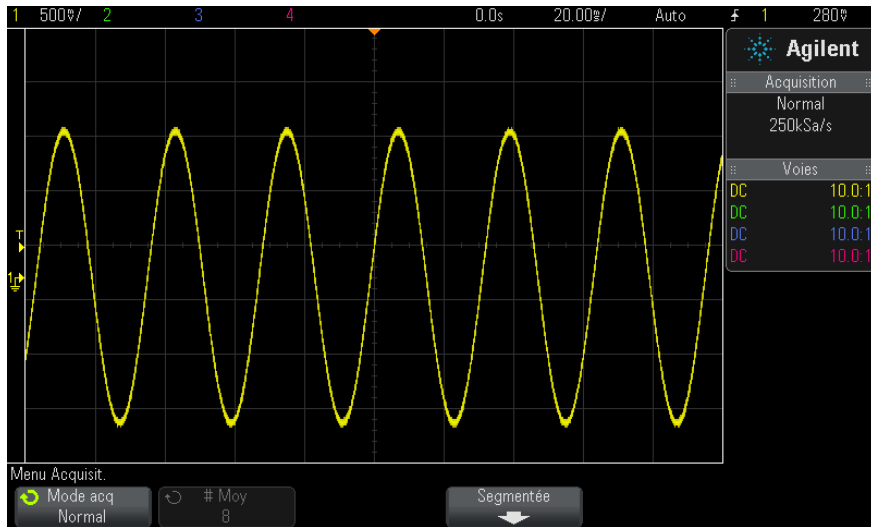 1 500mV/ 2 3 4 0.0s 20.00ms/ Auto 1 280mV
Agilent
Acquisition
Normal
250kSa/s
Voies
DC 10.0:1
DC 10.0:1
DC 10.0:1
DC 10.0:1
T
1
Menu Acquisit.
Mode acq
Normal
# Moy
8
Segmentée